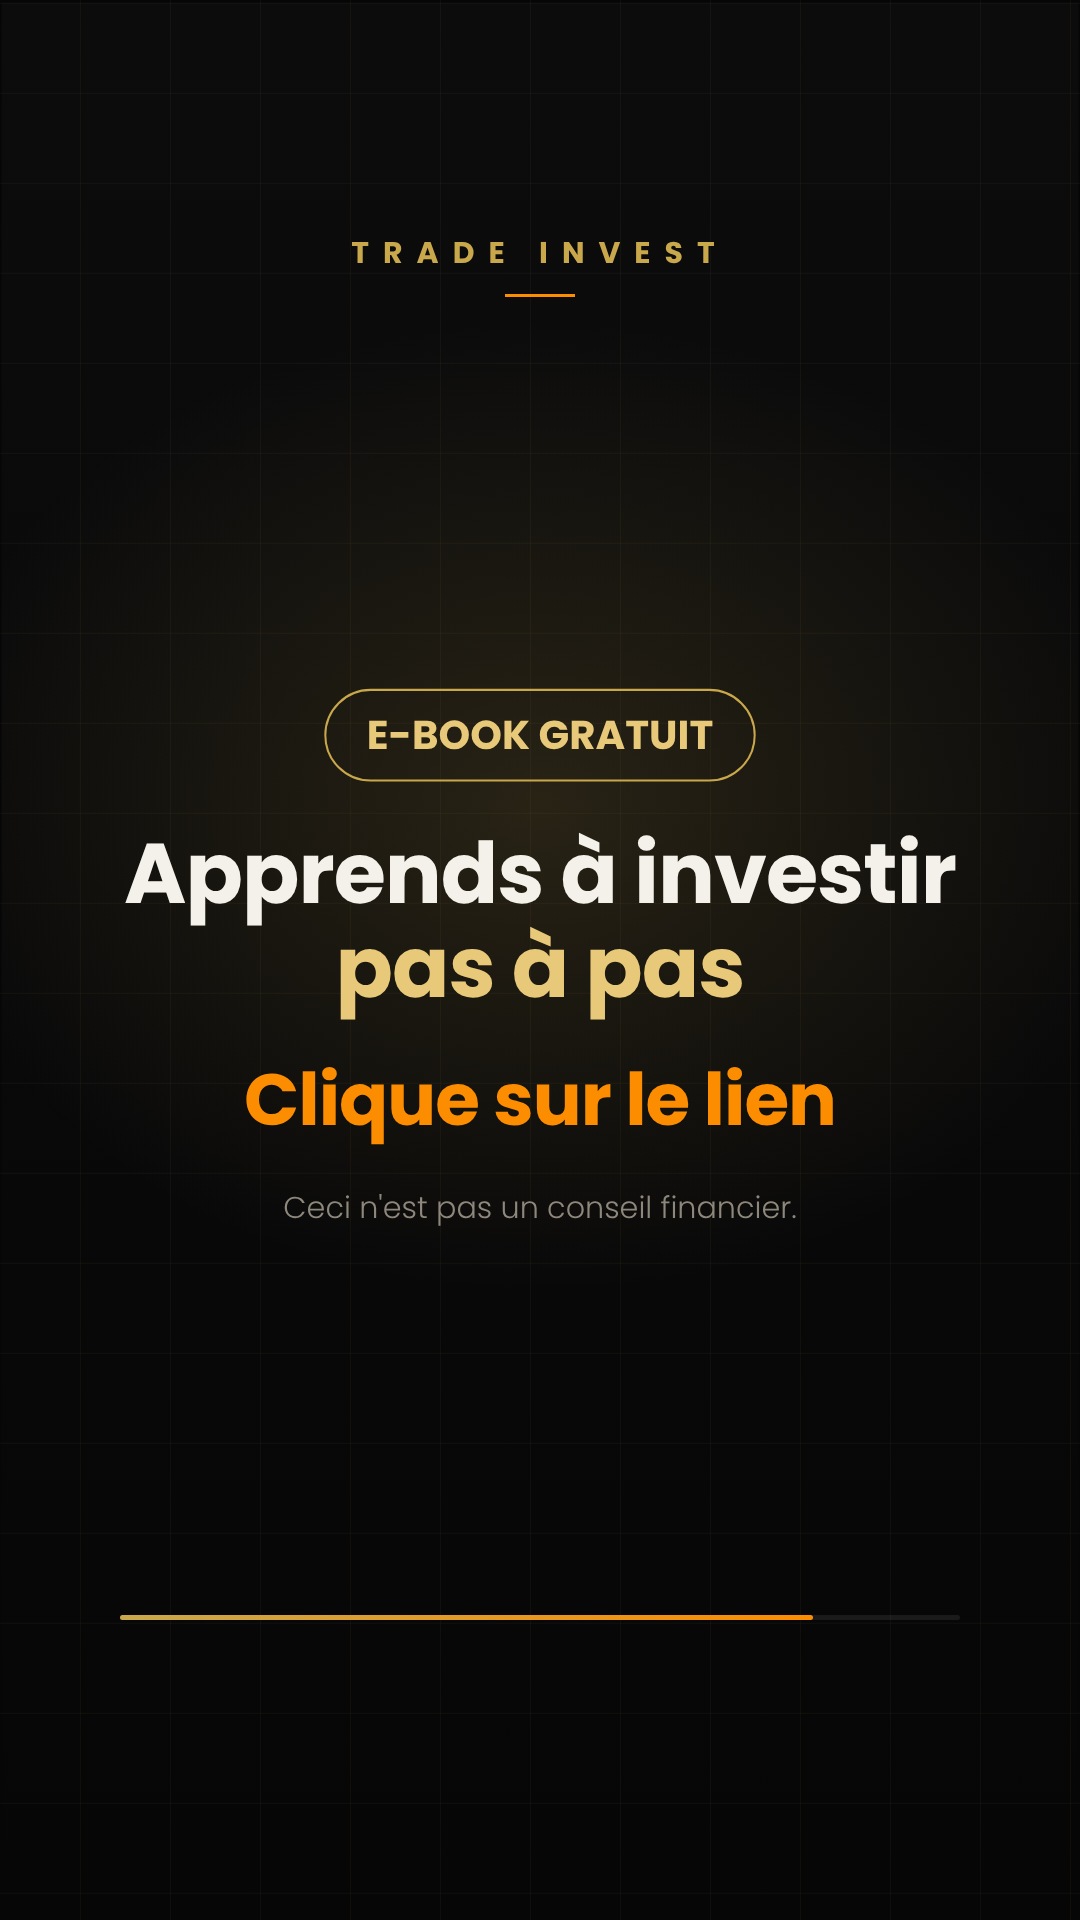 TRADE INVEST
E-BOOK GRATUIT
Apprends à investir
pas à pas
Clique sur le lien
Ceci n'est pas un conseil financier.